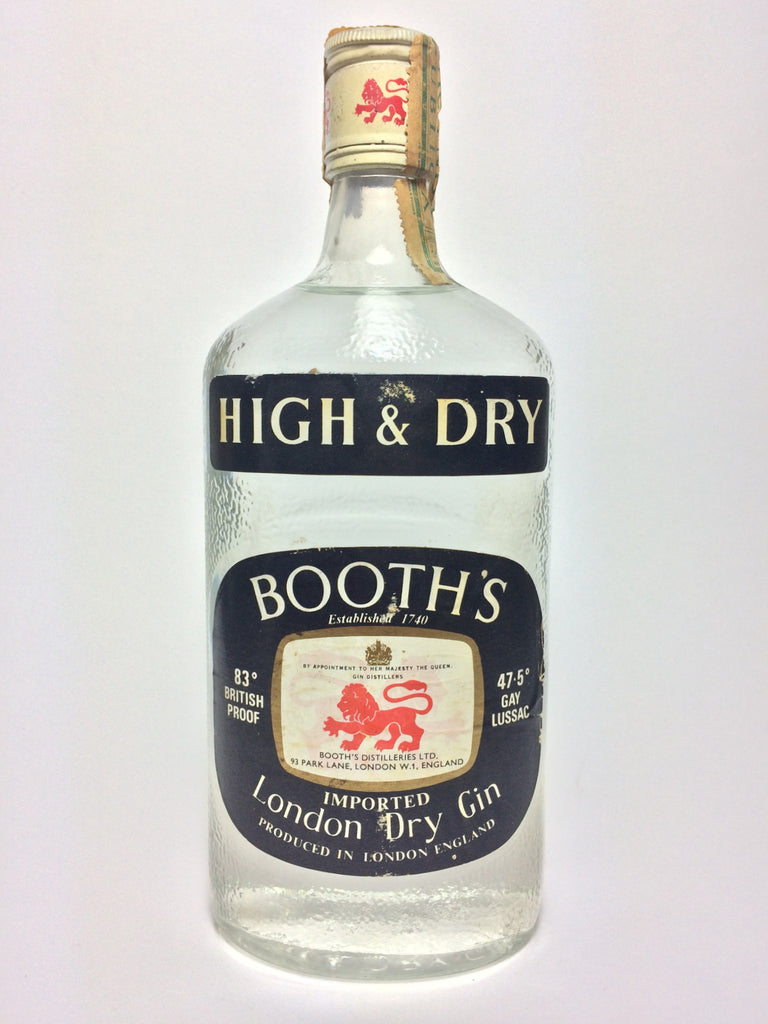 HIGH & DRY
BOOTH'S
Established 1740
83°
BRITISH
PROOF
BY APPOINTMENT TO HER MAJESTY THE QUEEN.
GIN DISTILLERS
47·5°
GAY
LUSSAC
BOOTH'S DISTILLERIES LTD,
93 PARK LANE, LONDON W.1, ENGLAND
IMPORTED
London Dry Gin
PRODUCED IN LONDON ENGLAND